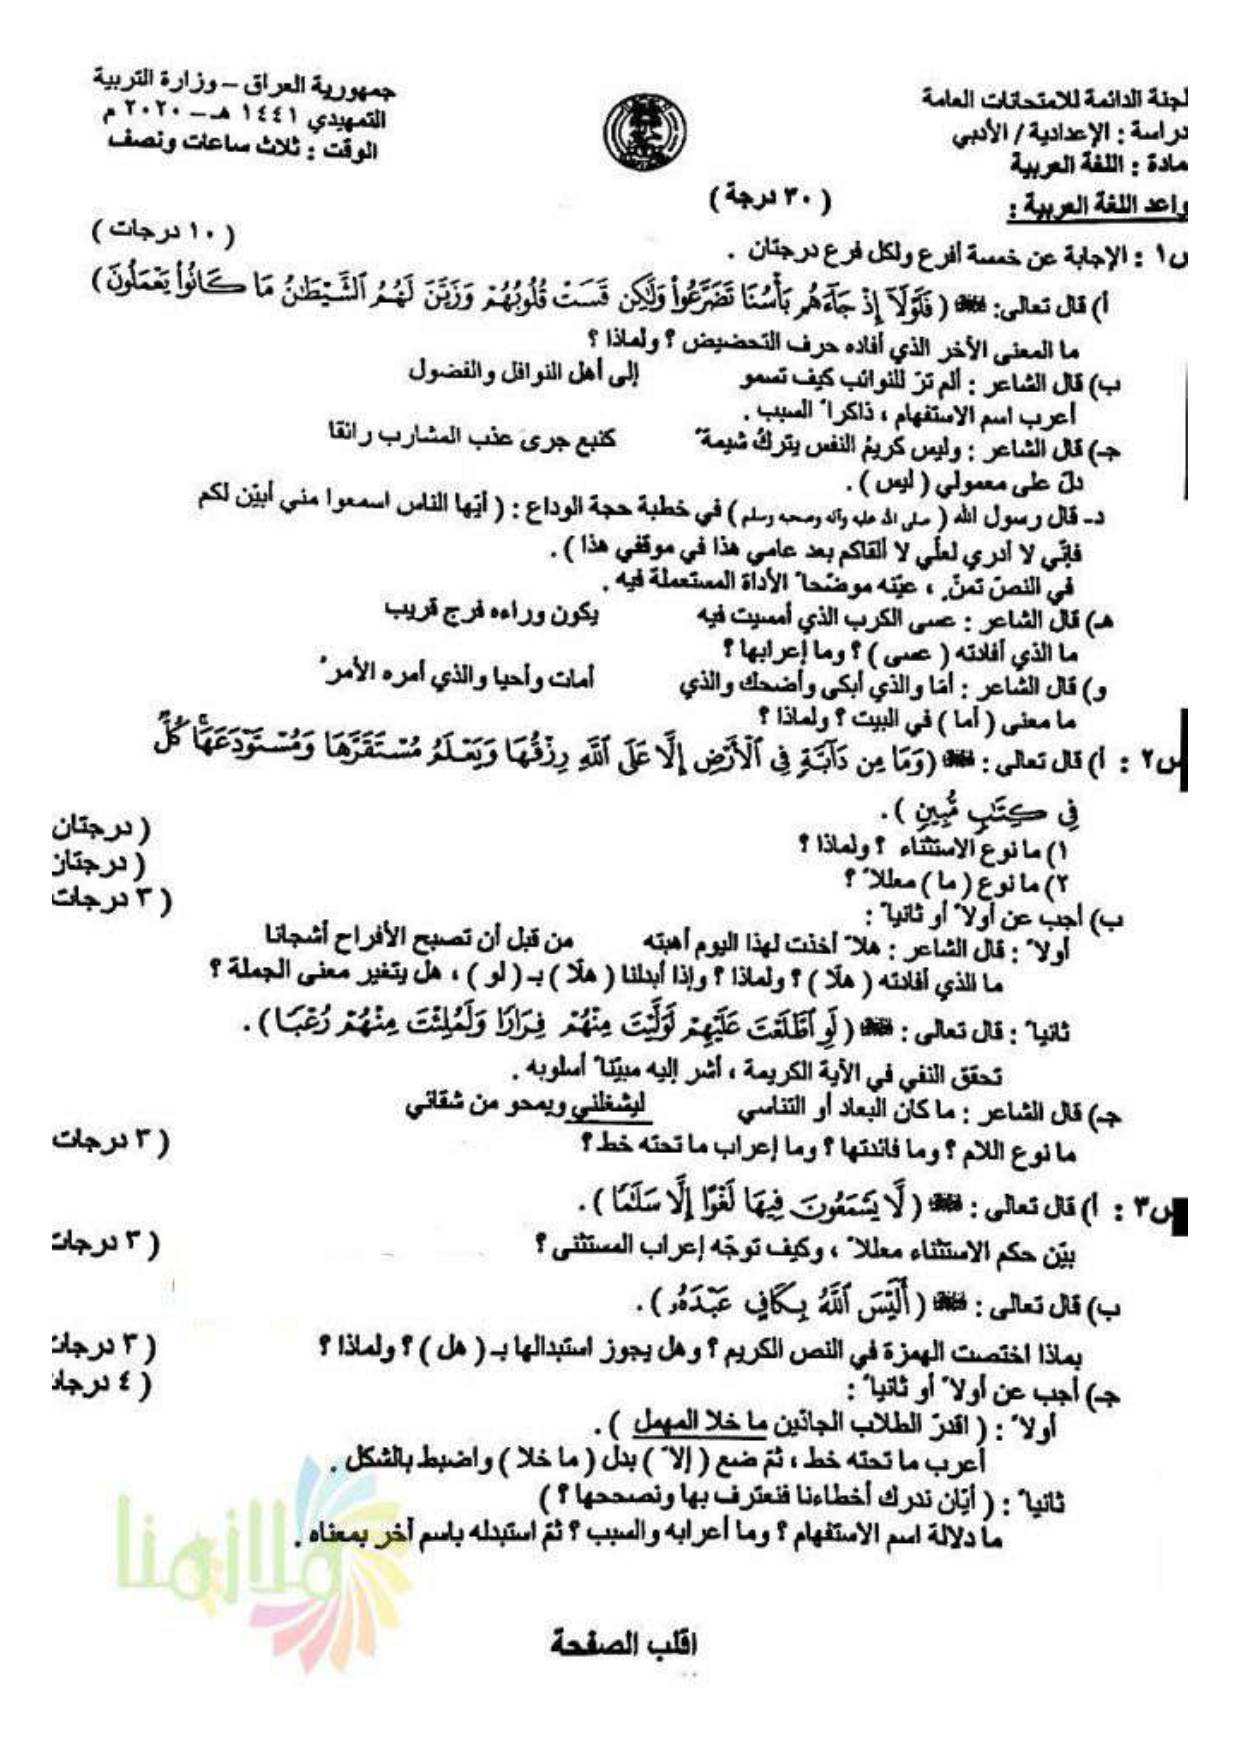 جمهورية العراق – وزارة التربية
التمهيدي ١٤٤١ هـ – ٢٠٢٠ م
الوقت : ثلاث ساعات ونصف
لجنة الدائمة للامتحانات العامة
دراسة : الإعدادية / الأدبي
مادة : اللغة العربية
واعد اللغة العربية : ( ٣٠ درجة )
س١ : الإجابة عن خمسة أفرع ولكل فرع درجتان . ( ١٠ درجات )
أ) قال تعالى: ( فَلَوْلَآ إِذْ جَآءَهُم بَأْسُنَا تَضَرَّعُوا۟ وَلَٰكِن قَسَتْ قُلُوبُهُمْ وَزَيَّنَ لَهُمُ ٱلشَّيْطَٰنُ مَا كَانُوا۟ يَعْمَلُونَ )
ما المعنى الآخر الذي أفاده حرف التحضيض ؟ ولماذا ؟
ب) قال الشاعر : ألم ترَ للنوائب كيف تسمو إلى أهل النوافل والفضول
أعرب اسم الاستفهام ، ذاكراً السبب .
جـ) قال الشاعر : وليس كريمُ النفس يتركُ شيمةً كنبع جرى عذب المشارب رائقا
دلّ على معمولي ( ليس ) .
د- قال رسول الله ( صلى الله عليه وآله وصحبه وسلم ) في خطبة حجة الوداع : ( أيّها الناس اسمعوا مني أبيّن لكم
فإنّي لا أدري لعلّي لا ألقاكم بعد عامي هذا في موقفي هذا ) .
في النصّ تمنٍّ ، عيّنه موضّحاً الأداة المستعملة فيه .
هـ) قال الشاعر : عسى الكرب الذي أمسيت فيه يكون وراءه فرج قريب
ما الذي أفادته ( عسى ) ؟ وما إعرابها ؟
و) قال الشاعر : أمَا والذي أبكى وأضحك والذي أمات وأحيا والذي أمره الأمرُ
ما معنى ( أما ) في البيت ؟ ولماذا ؟
س٢ : أ) قال تعالى : ( وَمَا مِن دَآبَّةٍ فِى ٱلْأَرْضِ إِلَّا عَلَى ٱللَّهِ رِزْقُهَا وَيَعْلَمُ مُسْتَقَرَّهَا وَمُسْتَوْدَعَهَا ۚ كُلٌّ
فِى كِتَٰبٍ مُّبِينٍ ) .
١) ما نوع الاستثناء ؟ ولماذا ؟ ( درجتان
٢) ما نوع ( ما ) معللاً ؟ ( درجتان
ب) أجب عن أولاً أو ثانياً : ( ٣ درجات
أولاً : قال الشاعر : هلّا أخذت لهذا اليوم أهبته من قبل أن تصبح الأفراح أشجانا
ما الذي أفادته ( هلّا ) ؟ ولماذا ؟ وإذا أبدلنا ( هلّا ) بـ ( لو ) ، هل يتغير معنى الجملة ؟
ثانياً : قال تعالى : ( لَوِ ٱطَّلَعْتَ عَلَيْهِمْ لَوَلَّيْتَ مِنْهُمْ فِرَارًا وَلَمُلِئْتَ مِنْهُمْ رُعْبًا ) .
تحقق النفي في الآية الكريمة ، أشر إليه مبيّناً أسلوبه .
جـ) قال الشاعر : ما كان البعاد أو التناسي ليشغلني ويمحو من شقائي
ما نوع اللام ؟ وما فائدتها ؟ وما إعراب ما تحته خط ؟ ( ٣ درجات
س٣ : أ) قال تعالى : ( لَّا يَسْمَعُونَ فِيهَا لَغْوًا إِلَّا سَلَٰمًا ) .
بيّن حكم الاستثناء معللاً ، وكيف توجّه إعراب المستثنى ؟ ( ٣ درجات
ب) قال تعالى : ( أَلَيْسَ ٱللَّهُ بِكَافٍ عَبْدَهُۥ ) .
بماذا اختصت الهمزة في النص الكريم ؟ وهل يجوز استبدالها بـ ( هل ) ؟ ولماذا ؟ ( ٣ درجات
جـ) أجب عن أولاً أو ثانياً : ( ٤ درجا
أولاً : ( اقدرّ الطلاب الجادّين ما خلا المهمل ) .
أعرب ما تحته خط ، ثمّ ضع ( إلاّ ) بدل ( ما خلا ) واضبط بالشكل .
ثانياً : ( أيّان ندرك أخطاءنا فنعترف بها ونصححها ؟ )
ما دلالة اسم الاستفهام ؟ وما أعرابه والسبب ؟ ثمّ استبدله باسم آخر بمعناه .
ملازمنا
اقلب الصفحة